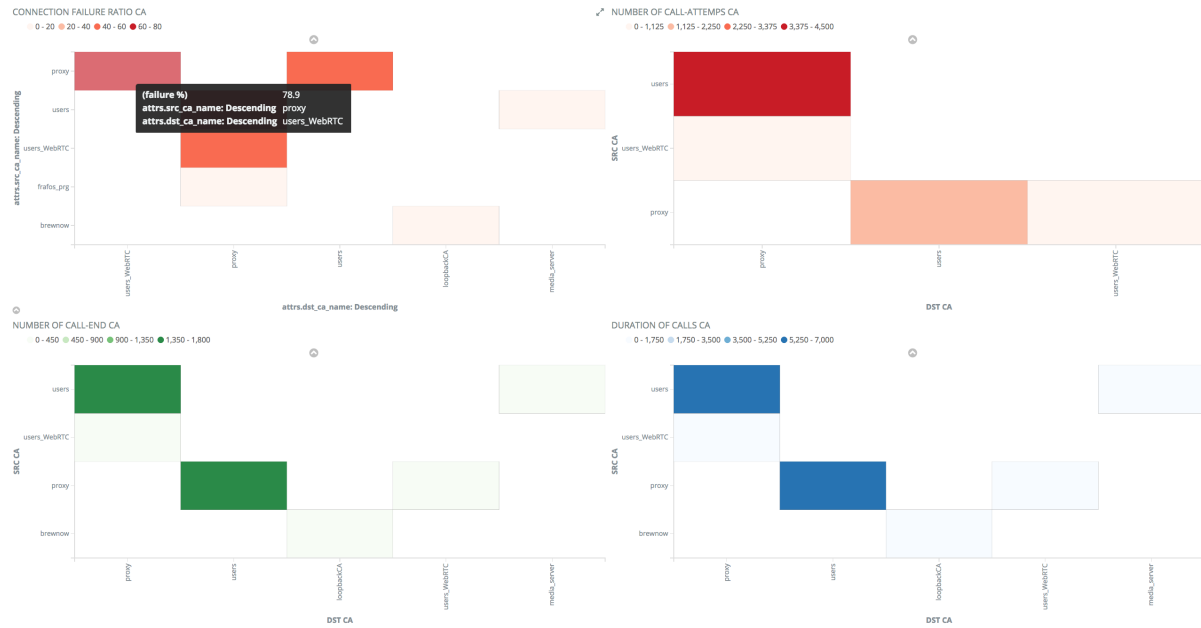 CONNECTION FAILURE RATIO CA
0 - 20 20 - 40 40 - 60 60 - 80
attrs.src_ca_name: Descending
proxy
users
users_WebRTC
frafos_prg
brewnow
(failure %) 78.9
attrs.src_ca_name: Descending proxy
attrs.dst_ca_name: Descending users_WebRTC
users_WebRTC
proxy
users
loopbackCA
media_server
attrs.dst_ca_name: Descending
NUMBER OF CALL-ATTEMPS CA
0 - 1,125 1,125 - 2,250 2,250 - 3,375 3,375 - 4,500
SRC CA
users
users_WebRTC
proxy
proxy
users
users_WebRTC
DST CA
NUMBER OF CALL-END CA
0 - 450 450 - 900 900 - 1,350 1,350 - 1,800
SRC CA
users
users_WebRTC
proxy
brewnow
proxy
users
loopbackCA
users_WebRTC
media_server
DST CA
DURATION OF CALLS CA
0 - 1,750 1,750 - 3,500 3,500 - 5,250 5,250 - 7,000
SRC CA
users
users_WebRTC
proxy
brewnow
proxy
users
loopbackCA
users_WebRTC
media_server
DST CA